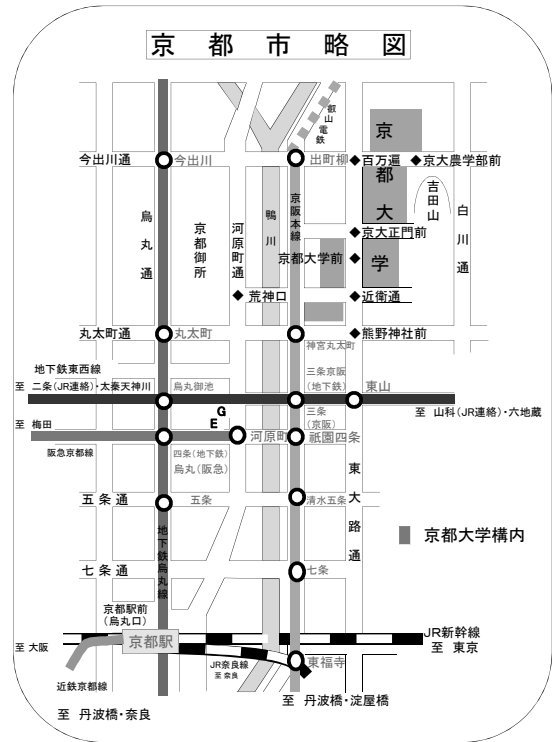 京都市略図
叡山電鉄
今出川通
今出川
出町柳
◆百万遍
◆京大農学部前
京都大学
吉田山
烏丸通
京都御所
河原町通
鴨川
京阪本線
白川通
◆京大正門前
京都大学前◆
◆荒神口
◆近衛通
丸太町通
丸太町
◆熊野神社前
神宮丸太町
地下鉄東西線
至 二条(JR連絡)・太秦天神川
烏丸御池
三条京阪
(地下鉄)
東山
三条
(京阪)
至 山科(JR連絡)・六地蔵
G
E
至 梅田
河原町
祇園四条
阪急京都線
四条(地下鉄)
烏丸(阪急)
東大路通
五条通
五条
清水五条
地下鉄烏丸線
京都大学構内
七条通
七条
京都駅前
(烏丸口)
京都駅
JR新幹線
至 東京
至 大阪
JR奈良線
至 奈良
東福寺
近鉄京都線
至 丹波橋・奈良
至 丹波橋・淀屋橋